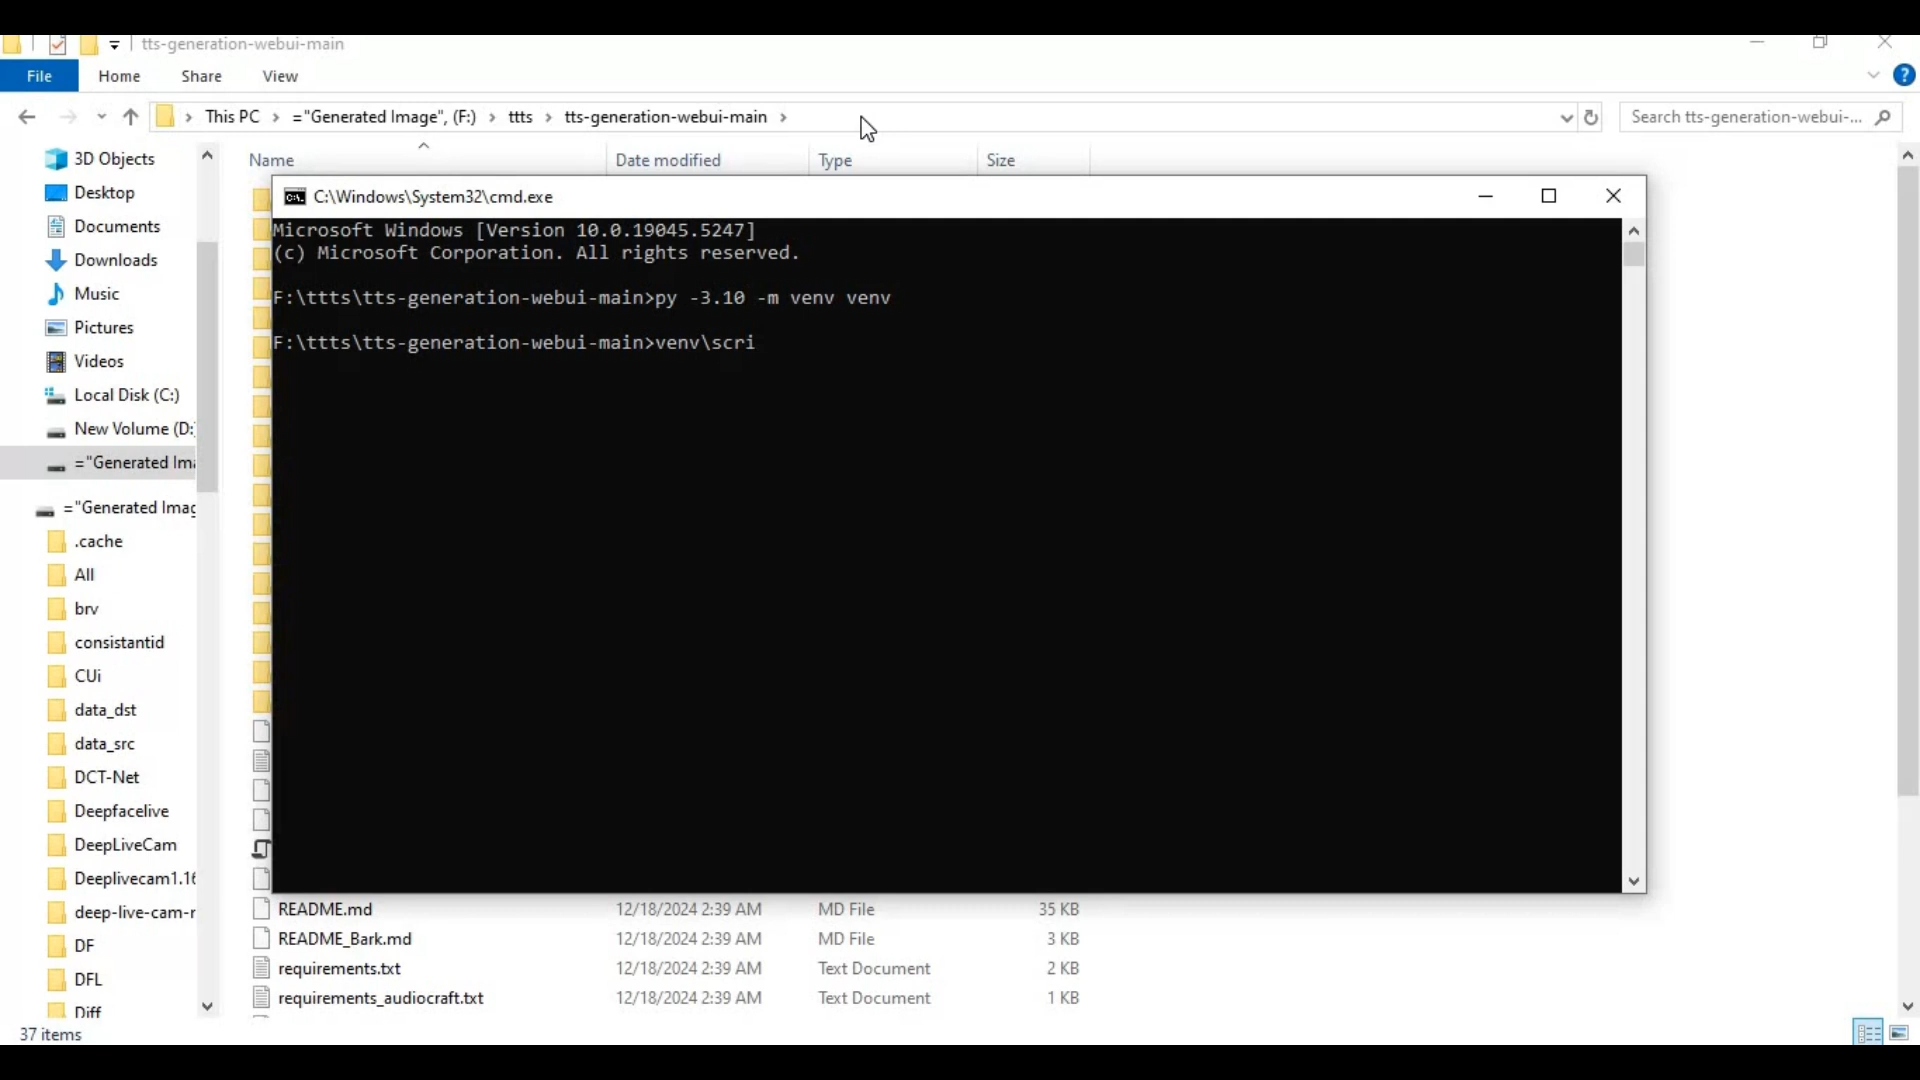 tts-generation-webui-main
File Home Share View
This PC > ="Generated Image", (F:) > ttts > tts-generation-webui-main >
Search tts-generation-webui-...
Name Date modified Type Size
3D Objects
Desktop
Documents
Downloads
Music
Pictures
Videos
Local Disk (C:)
New Volume (D:
="Generated Ima
="Generated Imag
.cache
All
brv
consistantid
CUi
data_dst
data_src
DCT-Net
Deepfacelive
DeepLiveCam
Deeplivecam1.16
deep-live-cam-r
DF
DFL
Diff
C:\Windows\System32\cmd.exe
Microsoft Windows [Version 10.0.19045.5247]
(c) Microsoft Corporation. All rights reserved.
F:\ttts\tts-generation-webui-main>py -3.10 -m venv venv
F:\ttts\tts-generation-webui-main>venv\scri
README.md 12/18/2024 2:39 AM MD File 35 KB
README_Bark.md 12/18/2024 2:39 AM MD File 3 KB
requirements.txt 12/18/2024 2:39 AM Text Document 2 KB
requirements_audiocraft.txt 12/18/2024 2:39 AM Text Document 1 KB
37 items